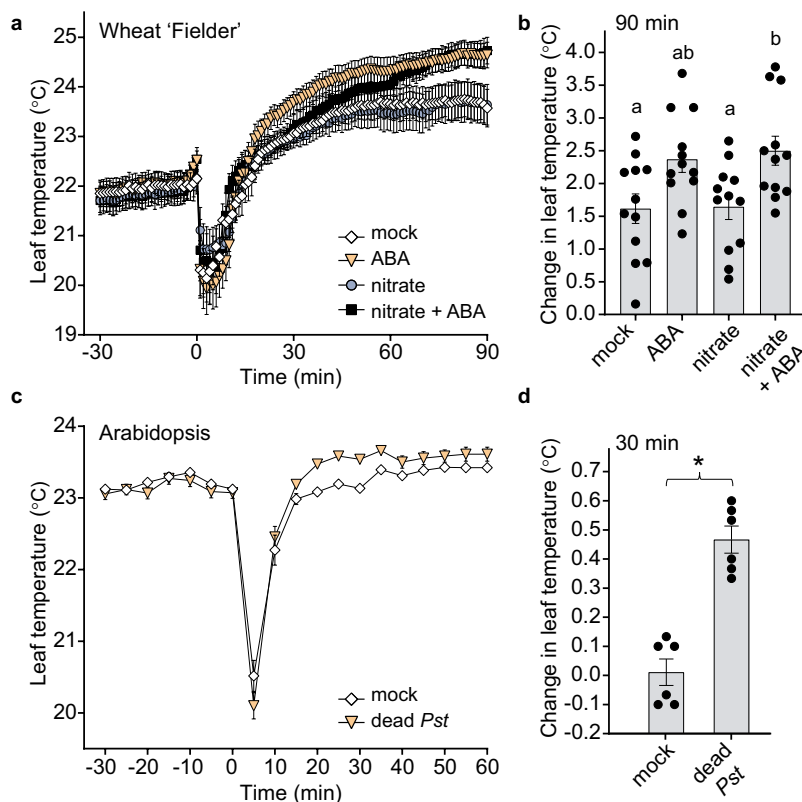 a
Wheat 'Fielder'
Leaf temperature (°C)
25
24
23
22
21
20
19
mock
ABA
nitrate
nitrate + ABA
-30
0
30
60
90
Time (min)
b
90 min
Change in leaf temperature (°C)
4.0
3.5
3.0
2.5
2.0
1.5
1.0
0.5
0.0
a
ab
a
b
mock
ABA
nitrate
nitrate
+ ABA
c
Arabidopsis
Leaf temperature (°C)
24
23
22
21
20
mock
dead Pst
-30
-20
-10
0
10
20
30
40
50
60
Time (min)
d
30 min
Change in leaf temperature (°C)
0.7
0.6
0.5
0.4
0.3
0.2
0.1
0.0
-0.1
-0.2
*
mock
dead
Pst